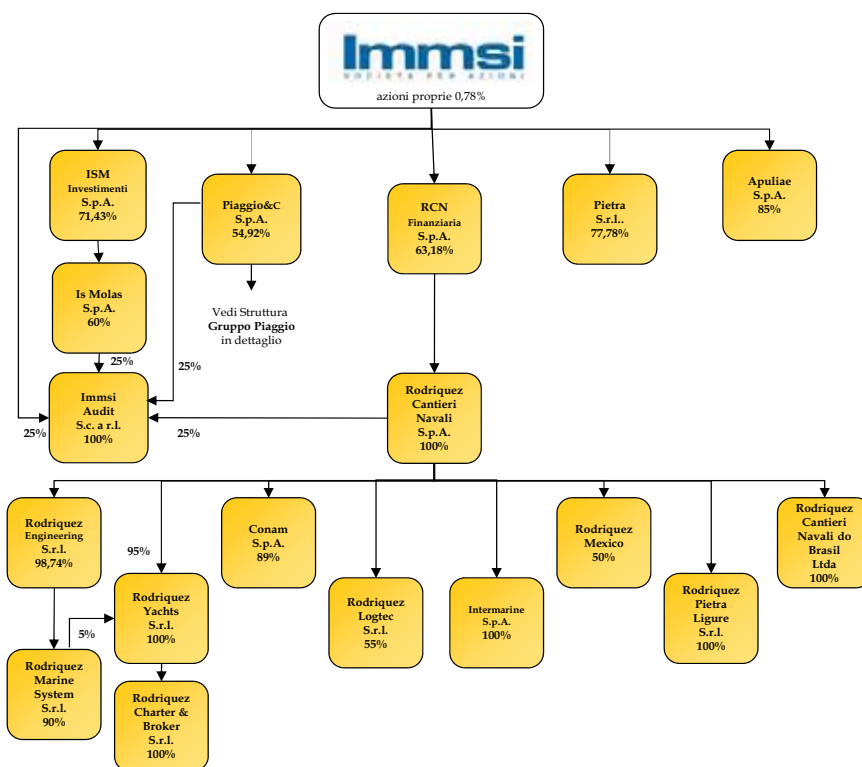 Immsi
SOCIETÀ PER AZIONI
azioni proprie 0,78%
ISM
Investimenti
S.p.A.
71,43%
Piaggio&C
S.p.A.
54,92%
RCN
Finanziaria
S.p.A.
63,18%
Pietra
S.r.l..
77,78%
Apuliae
S.p.A.
85%
Is Molas
S.p.A.
60%
Vedi Struttura
Gruppo Piaggio
in dettaglio
25%
25%
Immsi
Audit
S.c. a r.l.
100%
25%
25%
Rodriquez
Cantieri
Navali
S.p.A.
100%
Rodriquez
Engineering
S.r.l.
98,74%
95%
Conam
S.p.A.
89%
Rodriquez
Mexico
50%
Rodriquez
Cantieri
Navali do
Brasil
Ltda
100%
Rodriquez
Yachts
S.r.l.
100%
5%
Rodriquez
Logtec
S.r.l.
55%
Intermarine
S.p.A.
100%
Rodriquez
Pietra
Ligure
S.r.l.
100%
Rodriquez
Marine
System
S.r.l.
90%
Rodriquez
Charter &
Broker
S.r.l.
100%